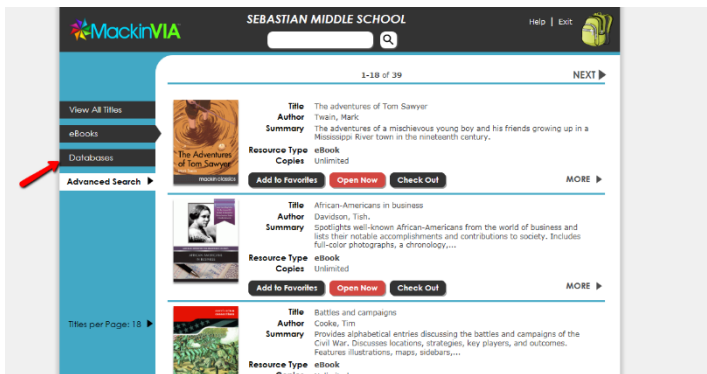 MackinVIA
SEBASTIAN MIDDLE SCHOOL
Help | Exit
1-18 of 39
NEXT
View All Titles
eBooks
Databases
Advanced Search
Titles per Page: 18
The Adventures
of Tom Sawyer
mackinclassics
Title The adventures of Tom Sawyer
Author Twain, Mark
Summary The adventures of a mischievous young boy and his friends growing up in a
Mississippi River town in the nineteenth century.
Resource Type eBook
Copies Unlimited
Add to Favorites Open Now Check Out MORE
Title African-Americans in business
Author Davidson, Tish.
Summary Spotlights well-known African-Americans from the world of business and
lists their notable accomplishments and contributions to society. Includes
full-color photographs, a chronology,...
Resource Type eBook
Copies Unlimited
Add to Favorites Open Now Check Out MORE
Title Battles and campaigns
Author Cooke, Tim
Summary Provides alphabetical entries discussing the battles and campaigns of the
Civil War. Discusses locations, strategies, key players, and outcomes.
Features illustrations, maps, sidebars,...
Resource Type eBook